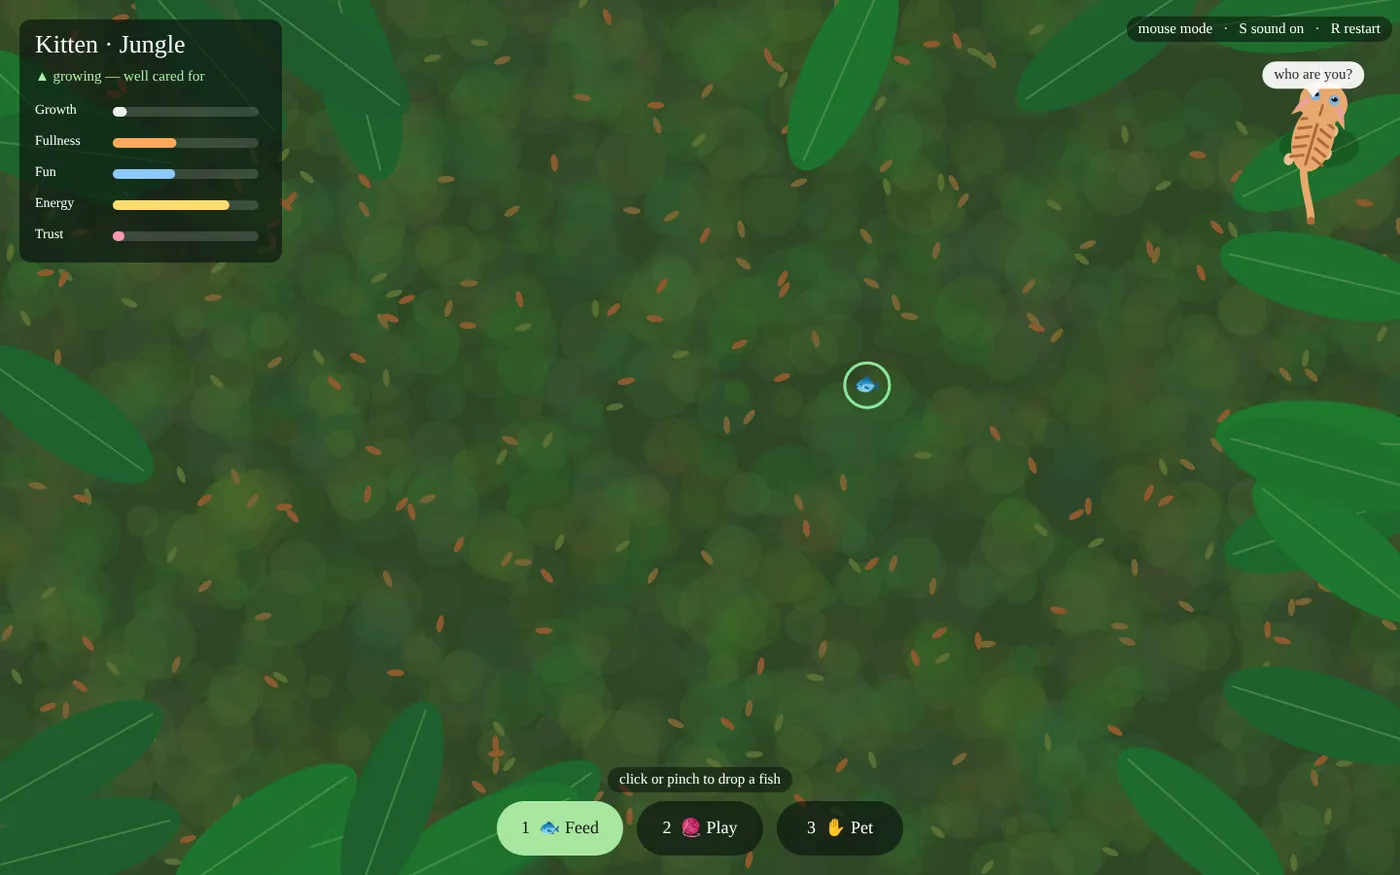 Kitten · Jungle
▲ growing — well cared for
Growth
Fullness
Fun
Energy
Trust
mouse mode · S sound on · R restart
who are you?
click or pinch to drop a fish
1 Feed
2 Play
3 Pet